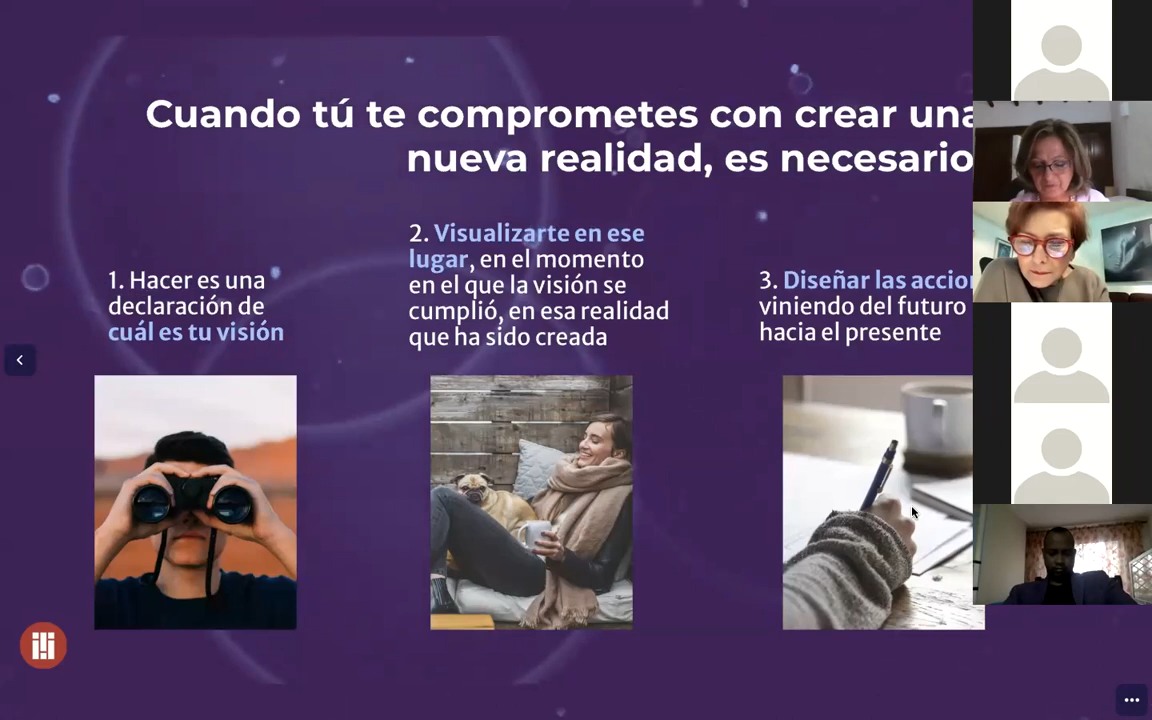 Cuando tú te comprometes con crear una
nueva realidad, es necesario
1. Hacer es una
declaración de
cuál es tu visión
2. Visualizarte en ese
lugar, en el momento
en el que la visión se
cumplió, en esa realidad
que ha sido creada
3. Diseñar las
viniendo del futuro
hacia el presente